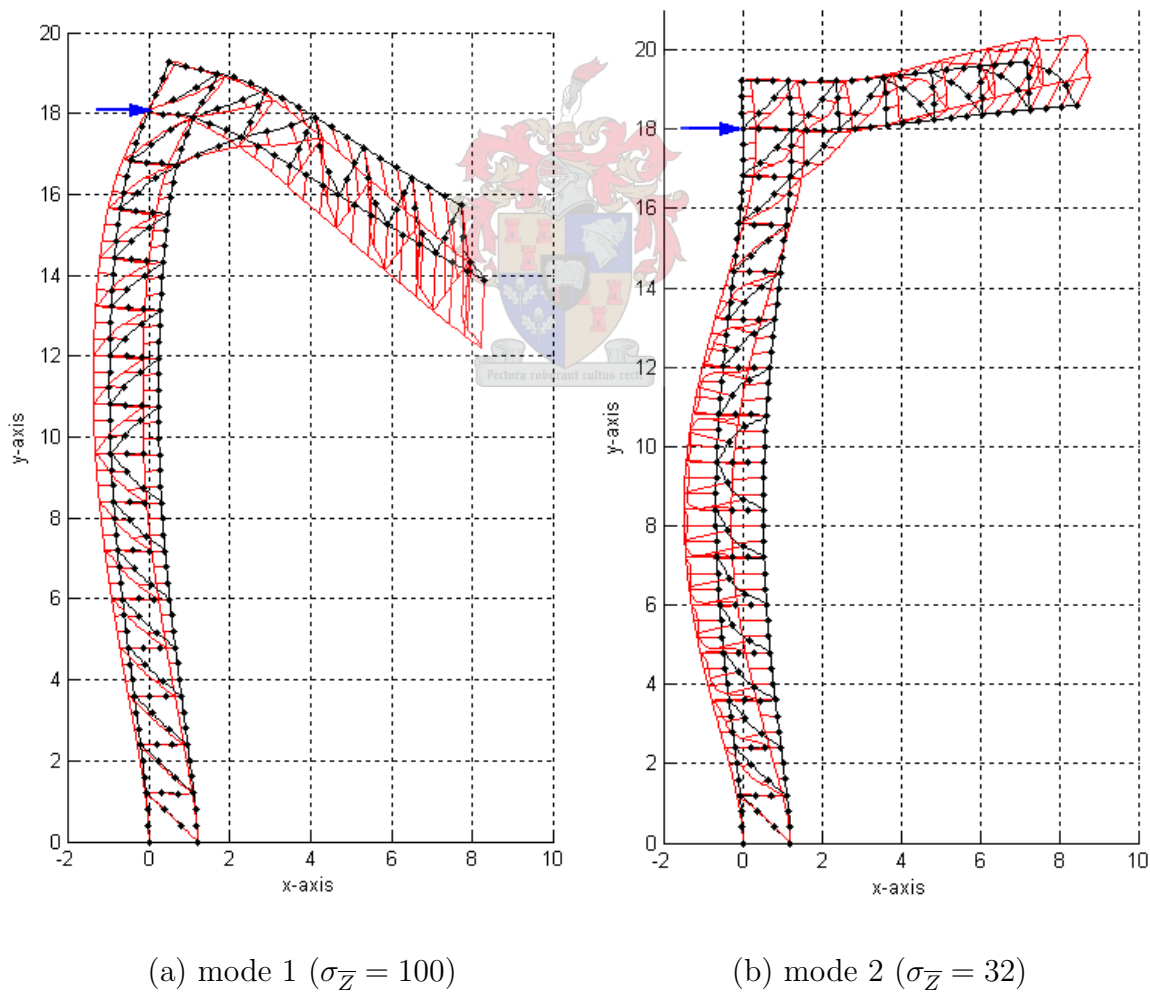 20
18
16
14
12
10
8
6
4
2
0
-2 0 2 4 6 8 10
x-axis
y-axis
20
18
16
14
12
10
8
6
4
2
0
-2 0 2 4 6 8 10
x-axis
y-axis
Pectora roborant cultus recti
(a) mode 1 (σ_Z̅ = 100)
(b) mode 2 (σ_Z̅ = 32)